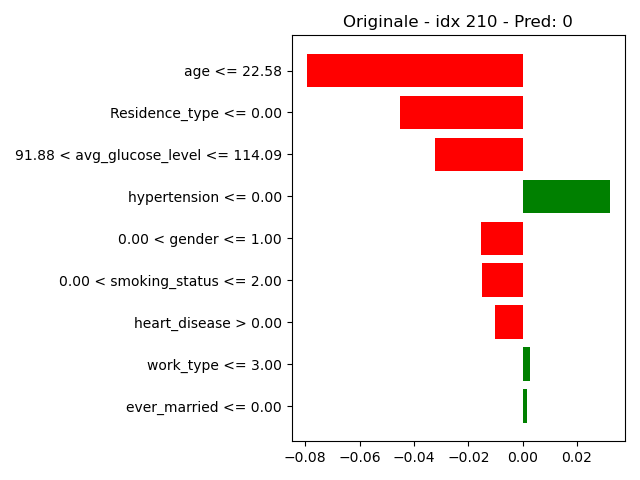 Originale - idx 210 - Pred: 0
age <= 22.58
Residence_type <= 0.00
91.88 < avg_glucose_level <= 114.09
hypertension <= 0.00
0.00 < gender <= 1.00
0.00 < smoking_status <= 2.00
heart_disease > 0.00
work_type <= 3.00
ever_married <= 0.00
−0.08 −0.06 −0.04 −0.02 0.00 0.02